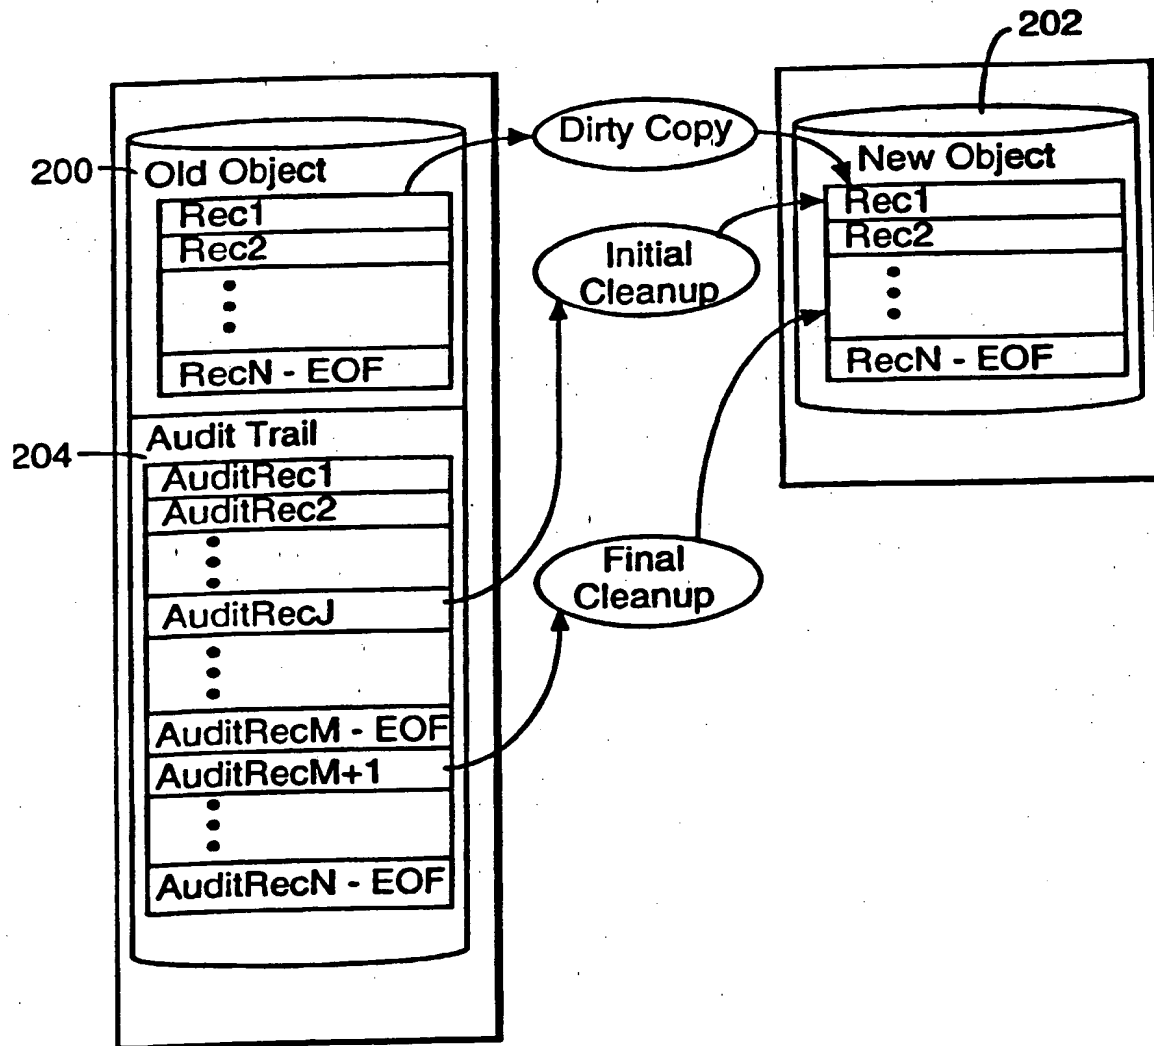 202
Dirty Copy
200
Old Object
New Object
Rec1
Rec2
RecN - EOF
Rec1
Rec2
RecN - EOF
Initial
Cleanup
204
Audit Trail
AuditRec1
AuditRec2
AuditRecJ
AuditRecM - EOF
AuditRecM+1
AuditRecN - EOF
Final
Cleanup